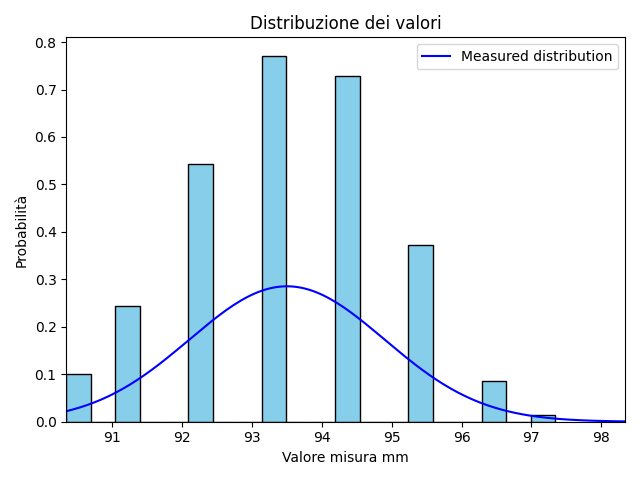 Distribuzione dei valori
Measured distribution
Probabilità
0.8
0.7
0.6
0.5
0.4
0.3
0.2
0.1
0.0
91 92 93 94 95 96 97 98
Valore misura mm